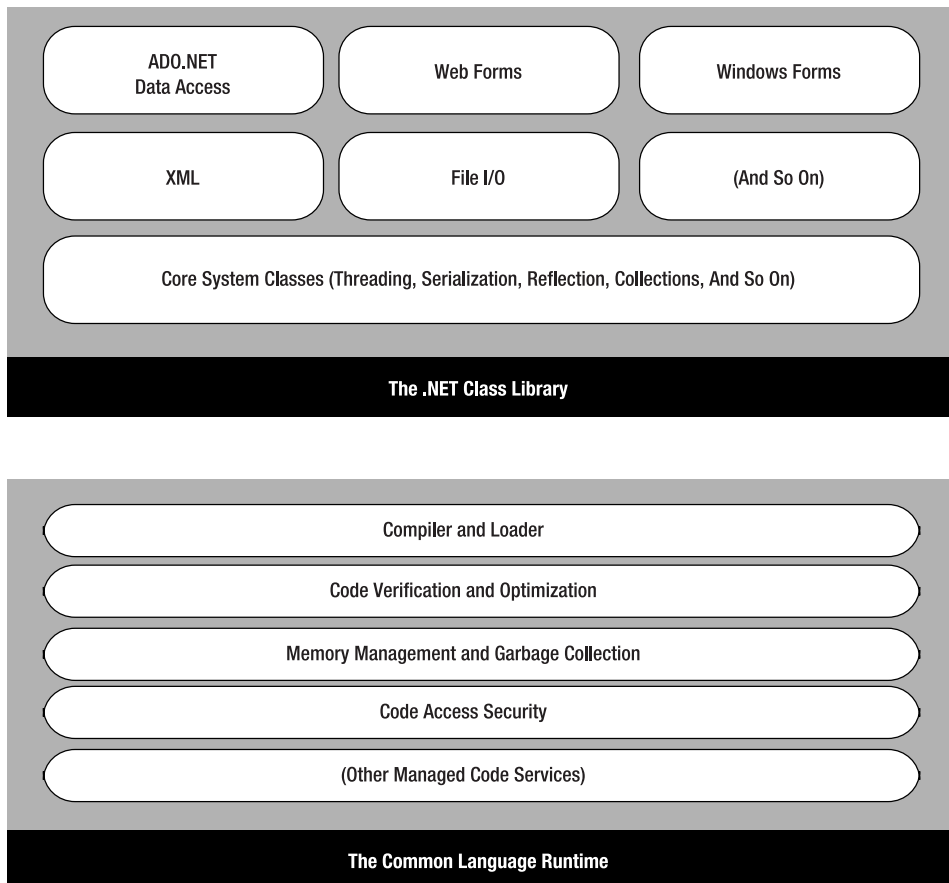 ADO.NET
Data Access
Web Forms
Windows Forms
XML
File I/O
(And So On)
Core System Classes (Threading, Serialization, Reflection, Collections, And So On)
The .NET Class Library
Compiler and Loader
Code Verification and Optimization
Memory Management and Garbage Collection
Code Access Security
(Other Managed Code Services)
The Common Language Runtime